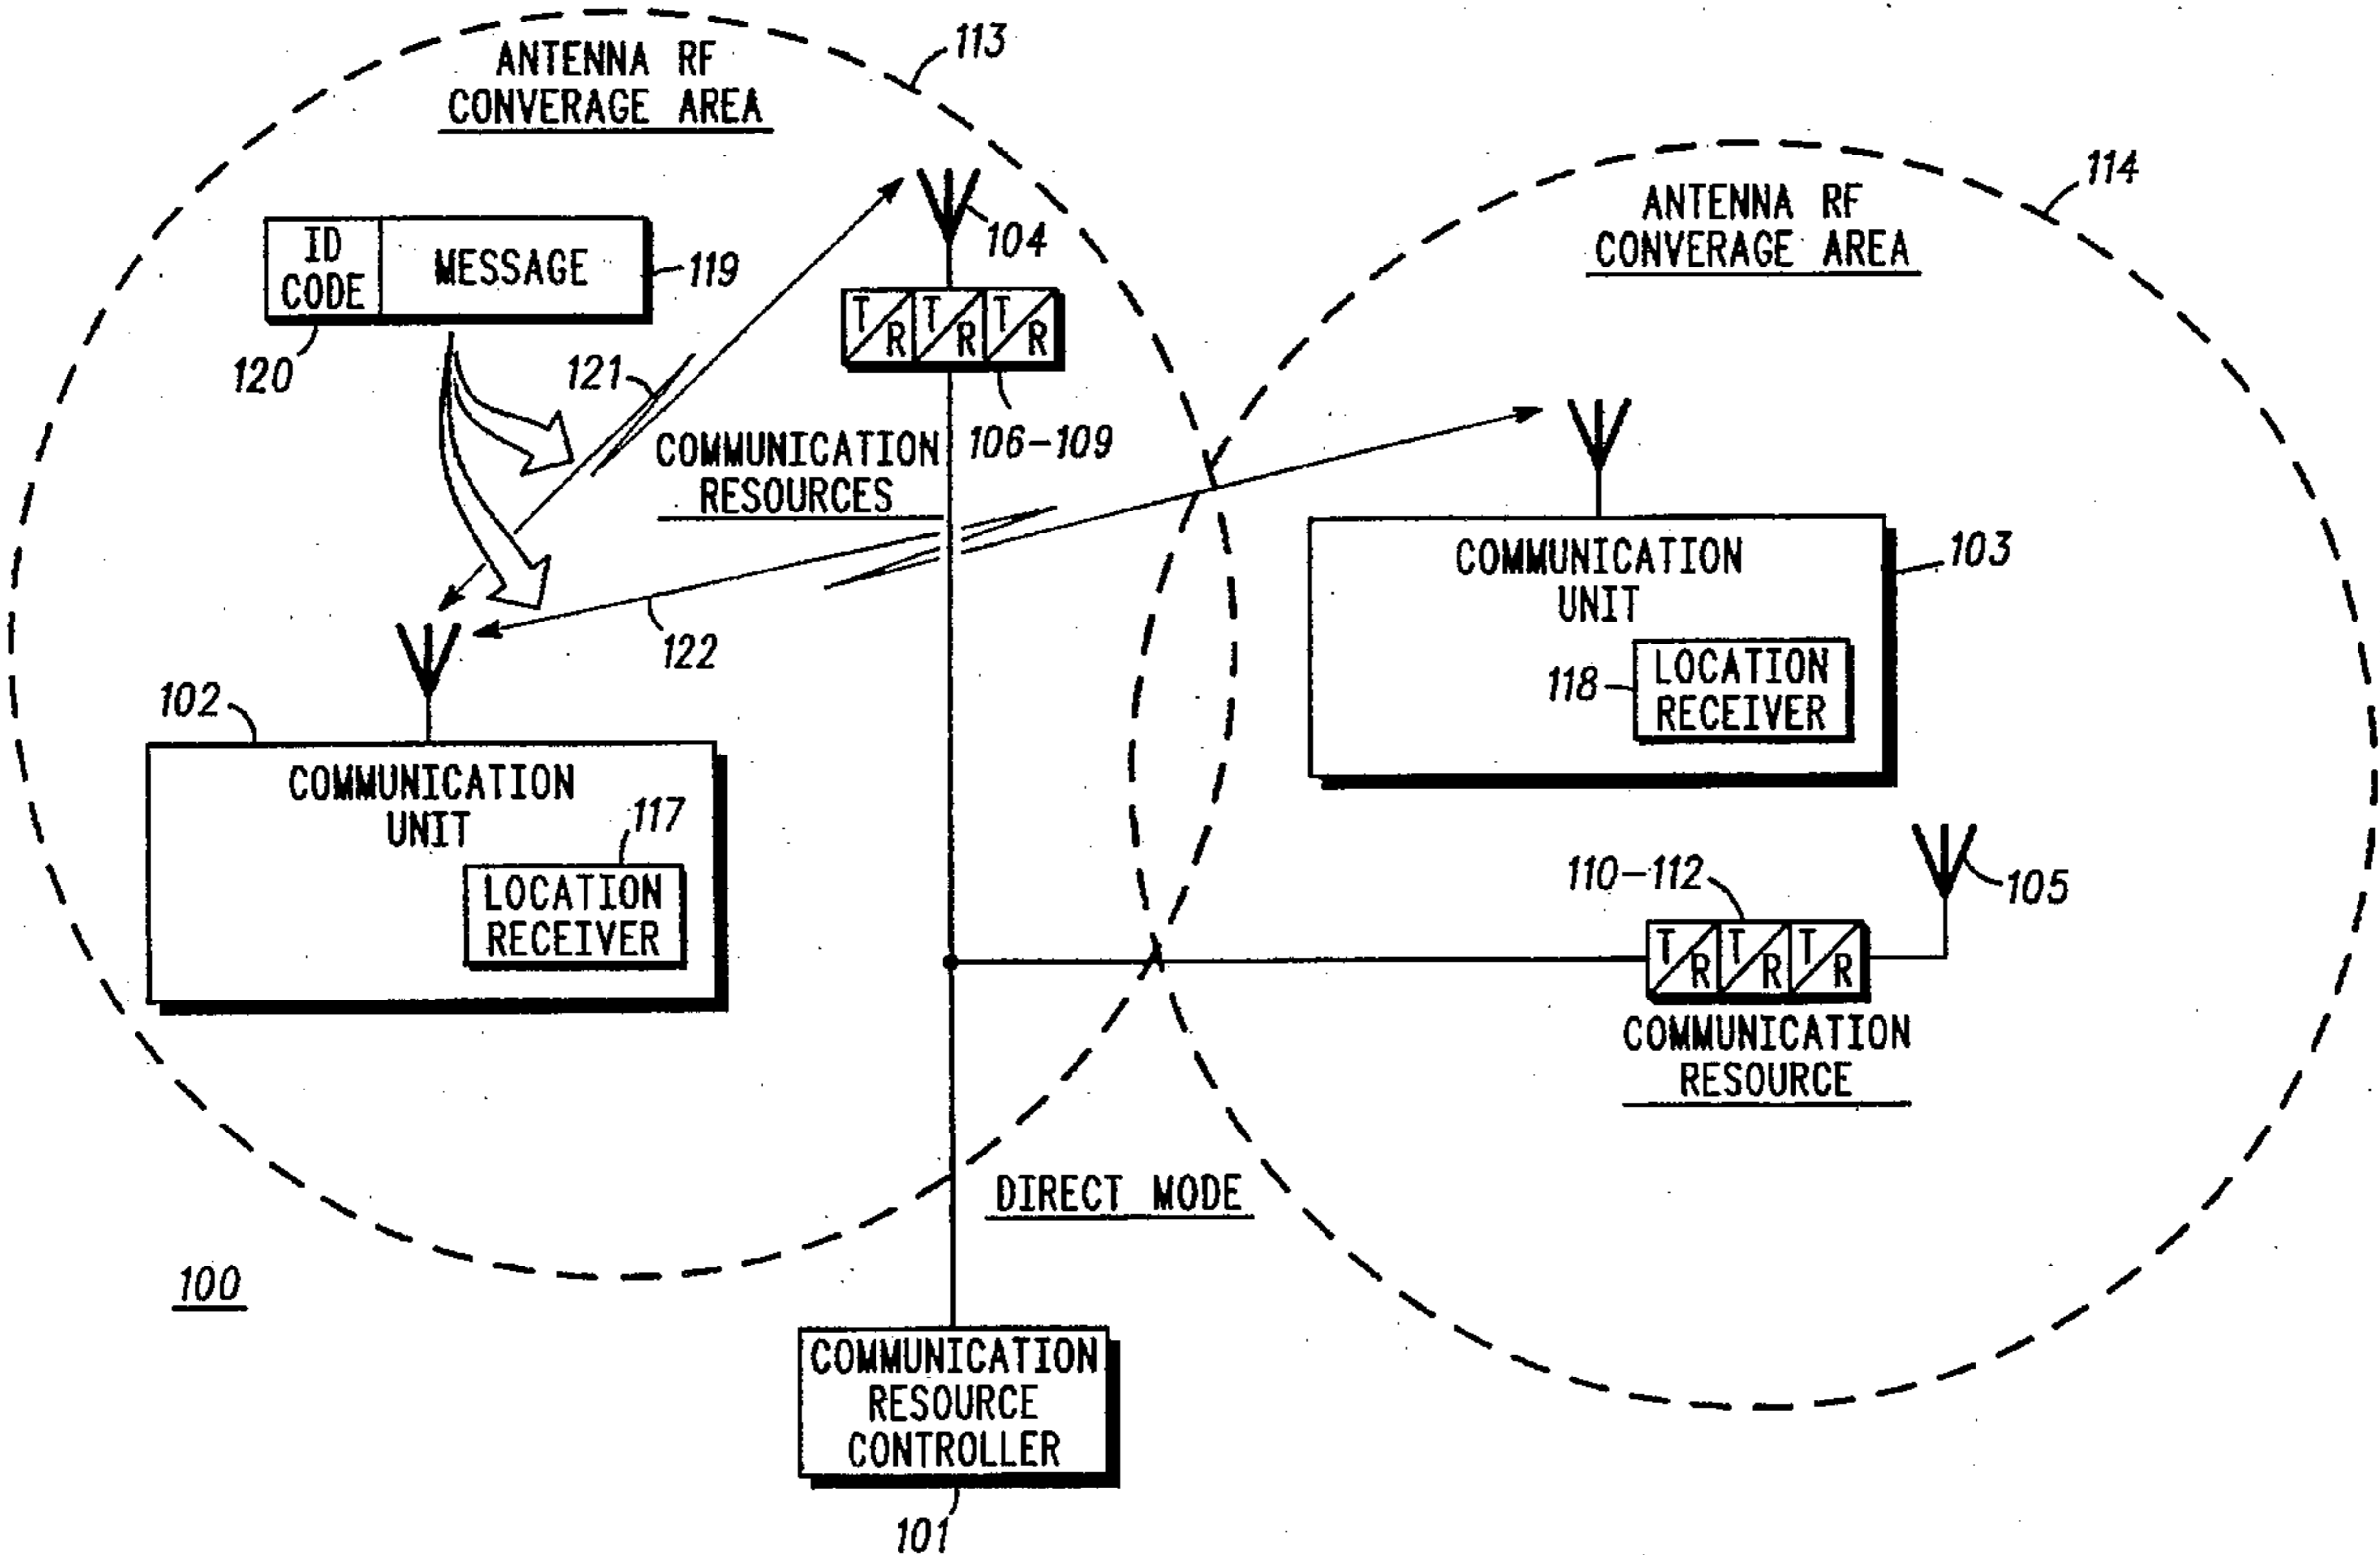 113
ANTENNA RF
CONVERAGE AREA
114
ANTENNA RF
CONVERAGE AREA
104
ID
CODE
MESSAGE
119
T/R T/R T/R
120
121
COMMUNICATION
RESOURCES
106-109
COMMUNICATION
UNIT
103
122
118
LOCATION
RECEIVER
102
COMMUNICATION
UNIT
117
LOCATION
RECEIVER
110-112
105
T/R T/R T/R
COMMUNICATION
RESOURCE
DIRECT MODE
100
COMMUNICATION
RESOURCE
CONTROLLER
101